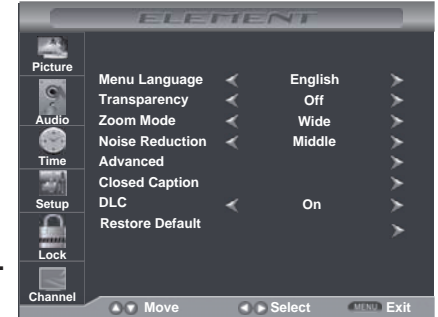 ELEMENT
Picture
Audio
Time
Setup
Lock
Channel
Menu Language English
Transparency Off
Zoom Mode Wide
Noise Reduction Middle
Advanced
Closed Caption
DLC On
Restore Default
Move Select MENU Exit